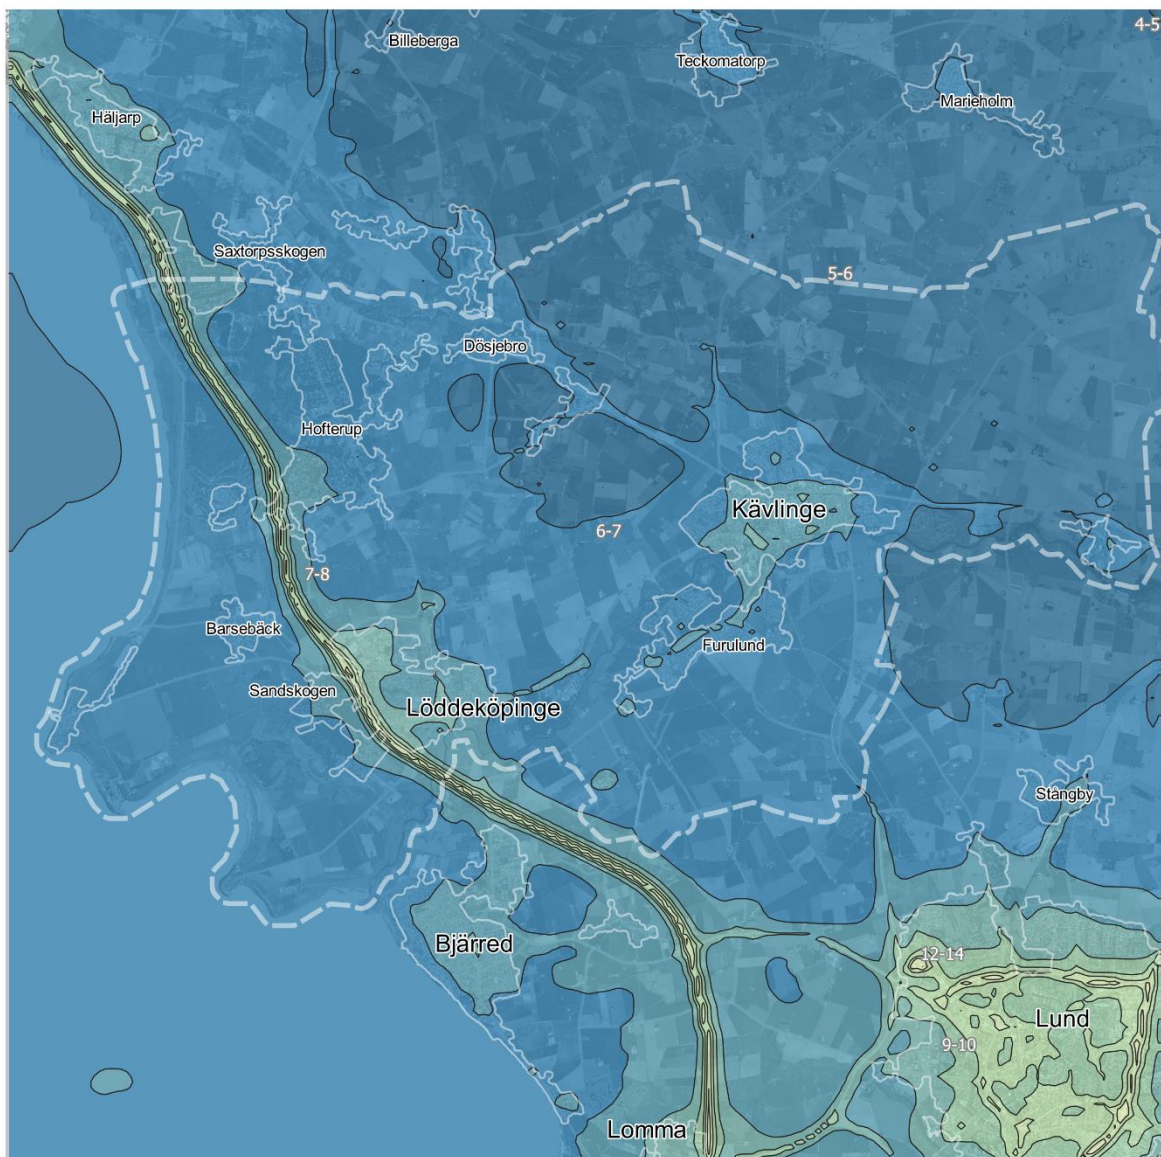 4-5
Billeberga
Teckomatorp
Marieholm
Häljarp
Saxtorpsskogen
5-6
Dösjebro
Hofterup
Kävlinge
6-7
7-8
Barsebäck
Furulund
Sandskogen
Löddeköpinge
Stångby
Bjärred
12-14
Lund
9-10
Lomma